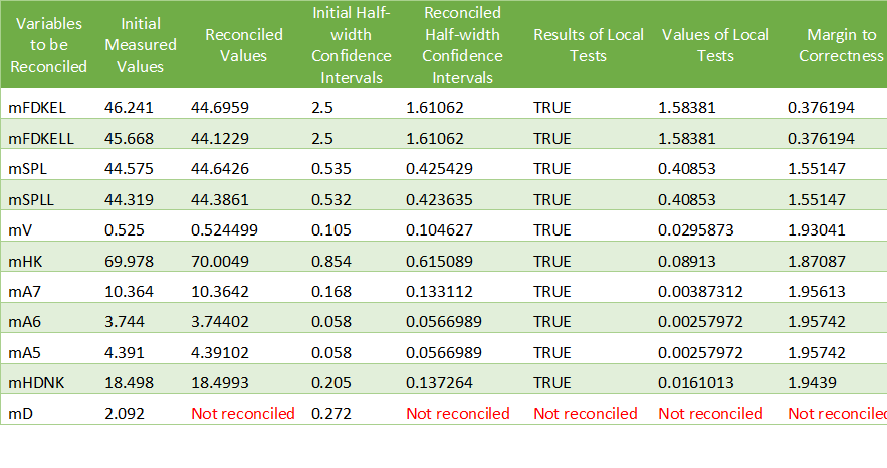 Variables to be Reconciled Initial Measured Values Reconciled Values Initial Half-width Confidence Intervals Reconciled Half-width Confidence Intervals Results of Local Tests Values of Local Tests Margin to Correctness
mFDKEL 46.241 44.6959 2.5 1.61062 TRUE 1.58381 0.376194
mFDKELL 45.668 44.1229 2.5 1.61062 TRUE 1.58381 0.376194
mSPL 44.575 44.6426 0.535 0.425429 TRUE 0.40853 1.55147
mSPLL 44.319 44.3861 0.532 0.423635 TRUE 0.40853 1.55147
mV 0.525 0.524499 0.105 0.104627 TRUE 0.0295873 1.93041
mHK 69.978 70.0049 0.854 0.615089 TRUE 0.08913 1.87087
mA7 10.364 10.3642 0.168 0.133112 TRUE 0.00387312 1.95613
mA6 3.744 3.74402 0.058 0.0566989 TRUE 0.00257972 1.95742
mA5 4.391 4.39102 0.058 0.0566989 TRUE 0.00257972 1.95742
mHDNK 18.498 18.4993 0.205 0.137264 TRUE 0.0161013 1.9439
mD 2.092 Not reconciled 0.272 Not reconciled Not reconciled Not reconciled Not reconciled